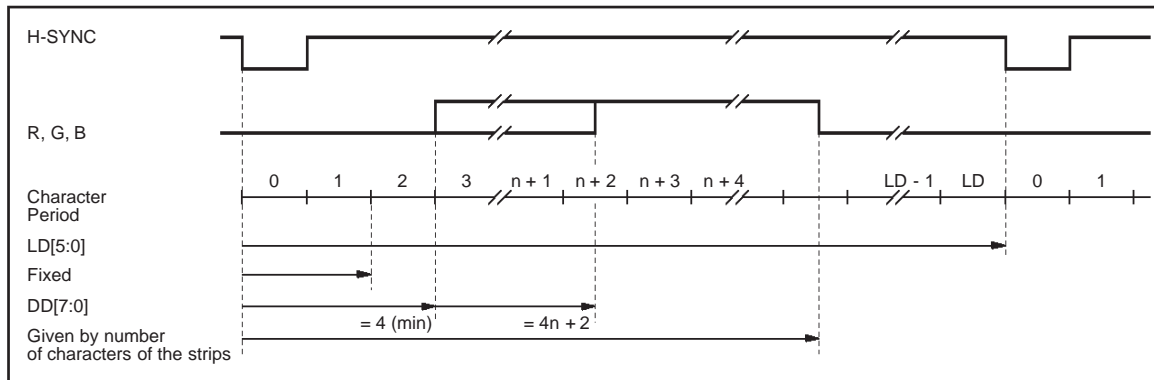 H-SYNC
R, G, B
0 1 2 3 n + 1 n + 2 n + 3 n + 4 LD - 1 LD 0 1
Character
Period
LD[5:0]
Fixed
DD[7:0]
= 4 (min) = 4n + 2
Given by number
of characters of the strips